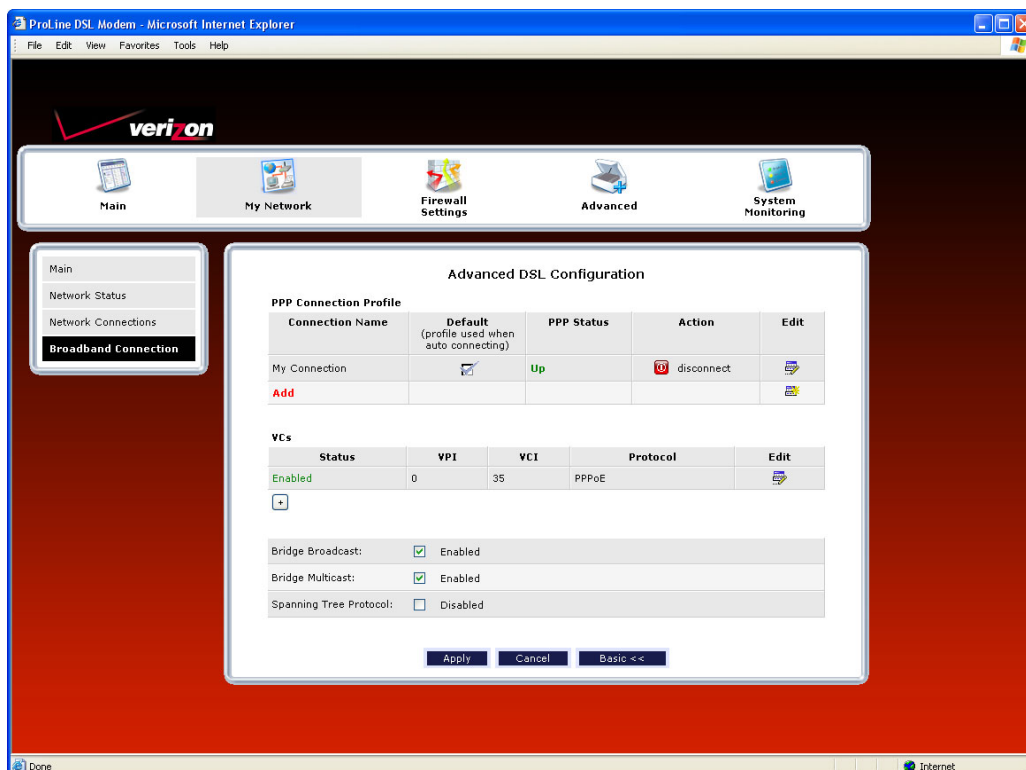 ProLine DSL Modem - Microsoft Internet Explorer
File Edit View Favorites Tools Help
verizon
Main
My Network
Firewall
Settings
Advanced
System
Monitoring
Main
Network Status
Network Connections
Broadband Connection
Advanced DSL Configuration
PPP Connection Profile
Connection Name Default PPP Status Action Edit
(profile used when
auto connecting)
My Connection Up disconnect
Add
VCs
Status VPI VCI Protocol Edit
Enabled 0 35 PPPoE
+
Bridge Broadcast: Enabled
Bridge Multicast: Enabled
Spanning Tree Protocol: Disabled
Apply Cancel Basic <<
Done Internet